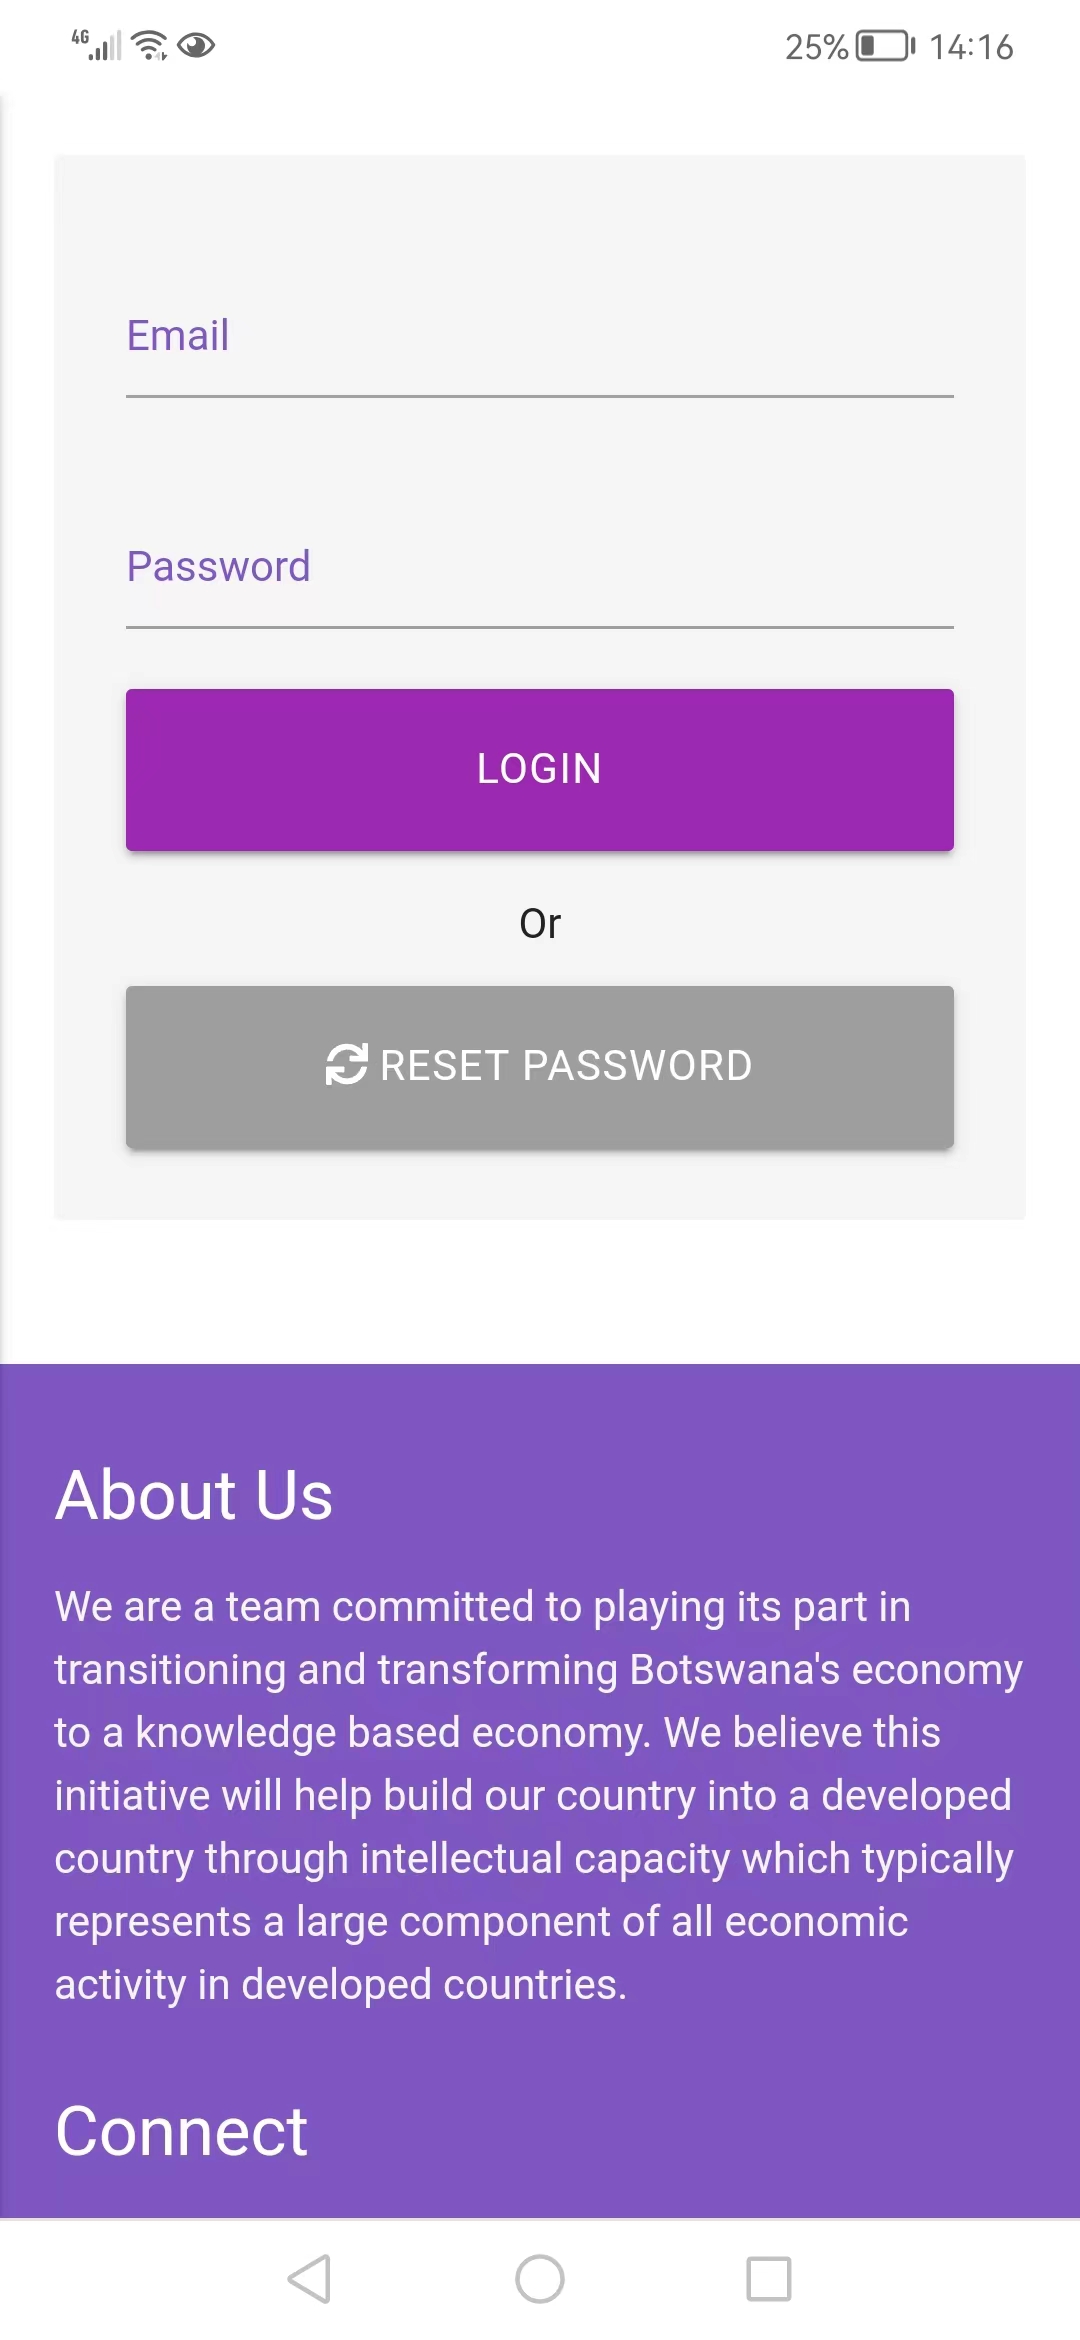 4G
25% 14:16
Email
Password
LOGIN
Or
RESET PASSWORD
About Us
We are a team committed to playing its part in
transitioning and transforming Botswana's economy
to a knowledge based economy. We believe this
initiative will help build our country into a developed
country through intellectual capacity which typically
represents a large component of all economic
activity in developed countries.
Connect